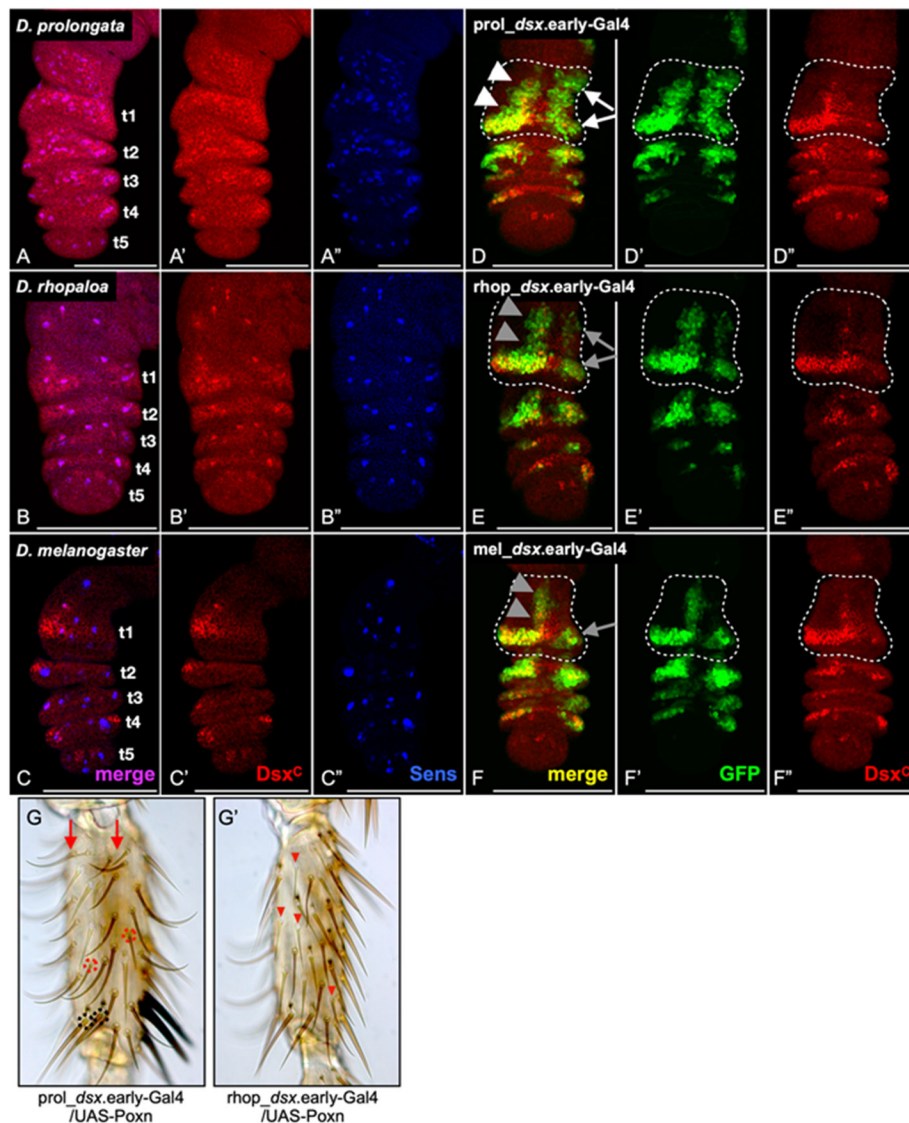 D. prolongata
prol_dsx.early-Gal4
t1
t2
t3
t4
t5
A
A'
A"
D
D'
D"
D. rhopaloa
rhop_dsx.early-Gal4
t1
t2
t3
t4
t5
B
B'
B"
E
E'
E"
D. melanogaster
mel_dsx.early-Gal4
t1
t2
t3
t4
t5
C
merge
C'
Dsxᶜ
C"
Sens
F
merge
F'
GFP
F"
Dsxᶜ
G
G'
prol_dsx.early-Gal4
/UAS-Poxn
rhop_dsx.early-Gal4
/UAS-Poxn